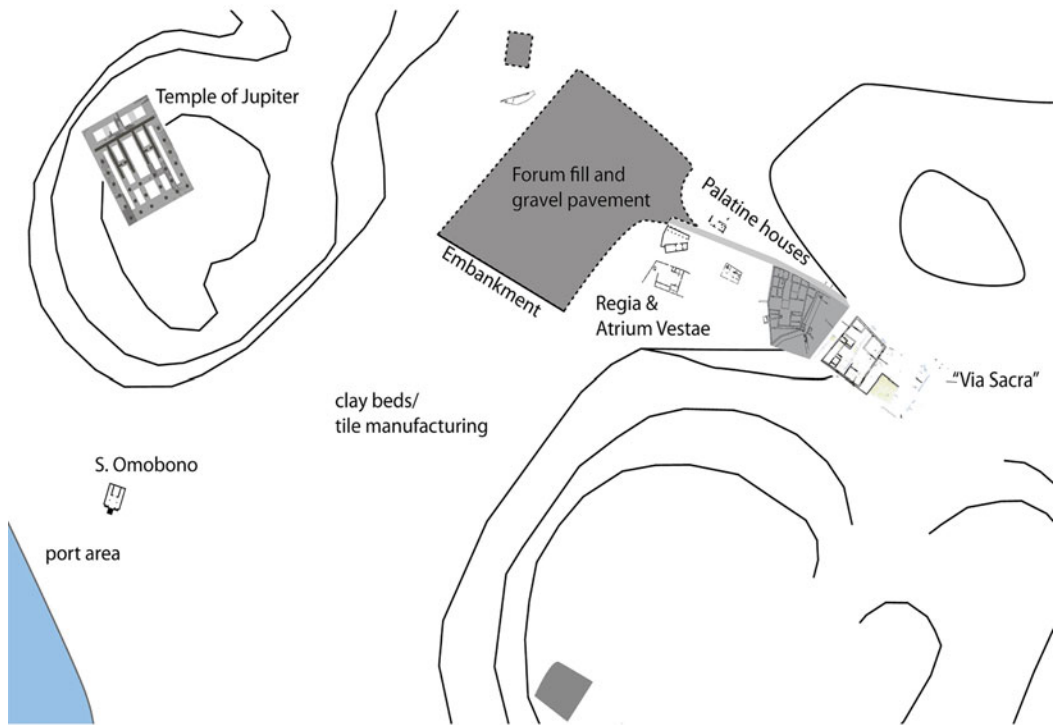 Temple of Jupiter
Forum fill and
gravel pavement
Palatine houses
Embankment
Regia &
Atrium Vestae
"Via Sacra"
clay beds/
tile manufacturing
S. Omobono
port area